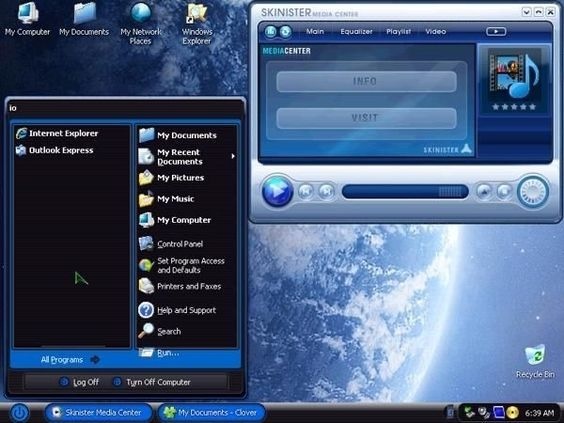 My Computer
My Documents
My Network
Places
Windows
Explorer
SKINISTER MEDIA CENTER
Main
Equalizer
Playlist
Video
MEDIACENTER
INFO
VISIT
SKINISTER
io
Internet Explorer
Outlook Express
My Documents
My Recent
Documents
My Pictures
My Music
My Computer
Control Panel
Set Program Access
and Defaults
Printers and Faxes
Help and Support
Search
Run...
All Programs
Log Off
Turn Off Computer
Recycle Bin
Skinister Media Center
My Documents - Clover
6:39 AM